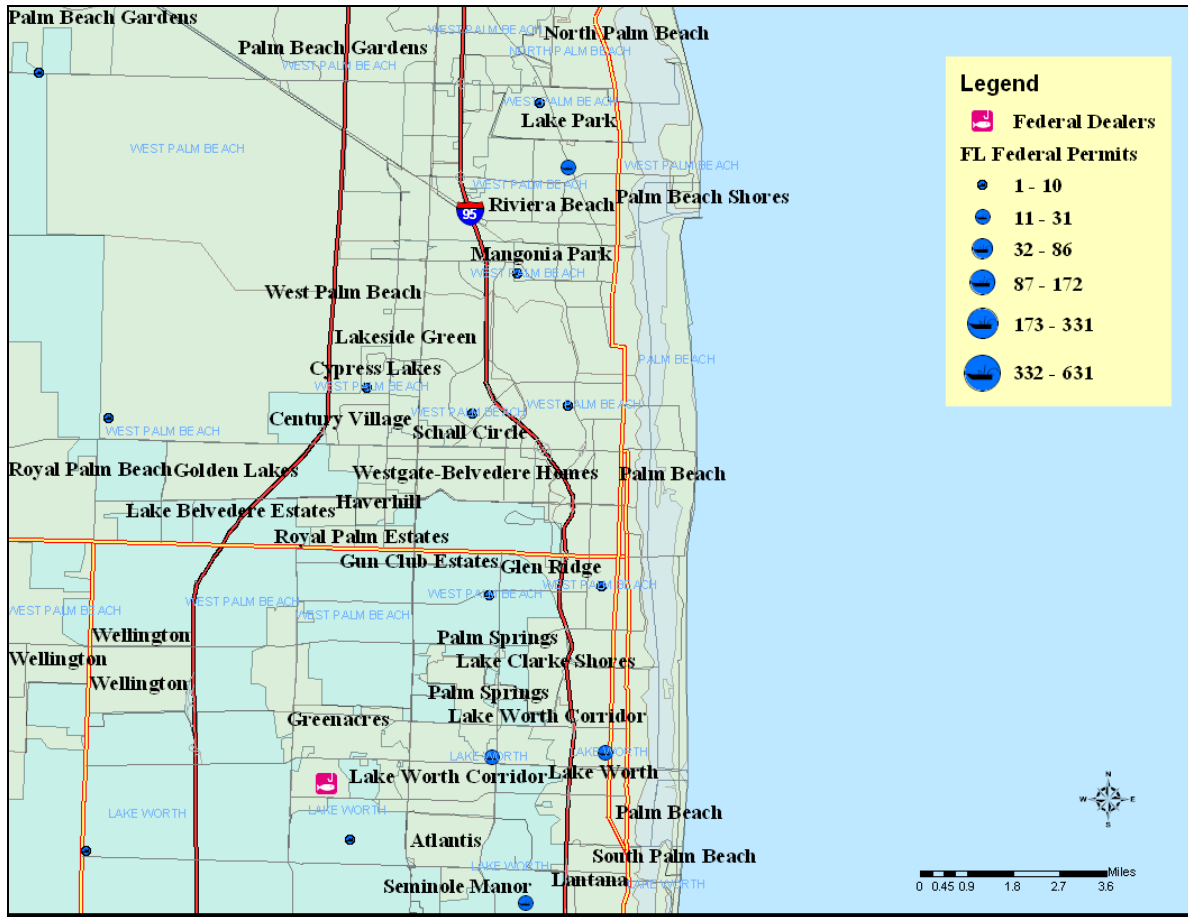 Palm Beach Gardens
WEST PALM BEACH
North Palm Beach
Palm Beach Gardens
NORTH PALM BEACH
WEST PALM BEACH
WEST PALM BEACH
Lake Park
WEST PALM BEACH
WEST PALM BEACH
WEST PALM BEACH
Palm Beach Shores
Riviera Beach
95
Mangonia Park
WEST PALM BEACH
West Palm Beach
Lakeside Green
PALM BEACH
Cypress Lakes
WEST PALM BEACH
WEST PALM BEACH
WEST PALM BEACH
Century Village
WEST PALM BEACH
Schall Circle
Royal Palm Beach
Golden Lakes
Westgate-Belvedere Homes
Palm Beach
Haverhill
Lake Belvedere Estates
Royal Palm Estates
Gun Club Estates
Glen Ridge
WEST PALM BEACH
WEST PALM BEACH
WEST PALM BEACH
WEST PALM BEACH
WEST PALM BEACH
Wellington
Palm Springs
Wellington
Lake Clarke Shores
Wellington
Palm Springs
Greenacres
Lake Worth Corridor
LAKE WORTH
LAKE WORTH
Lake Worth Corridor
Lake Worth
LAKE WORTH
LAKE WORTH
Palm Beach
Atlantis
South Palm Beach
LAKE WORTH
Seminole Manor
Lantana
LAKE WORTH
Legend
Federal Dealers
FL Federal Permits
1 - 10
11 - 31
32 - 86
87 - 172
173 - 331
332 - 631
N
W
E
S
Miles
0 0.45 0.9 1.8 2.7 3.6